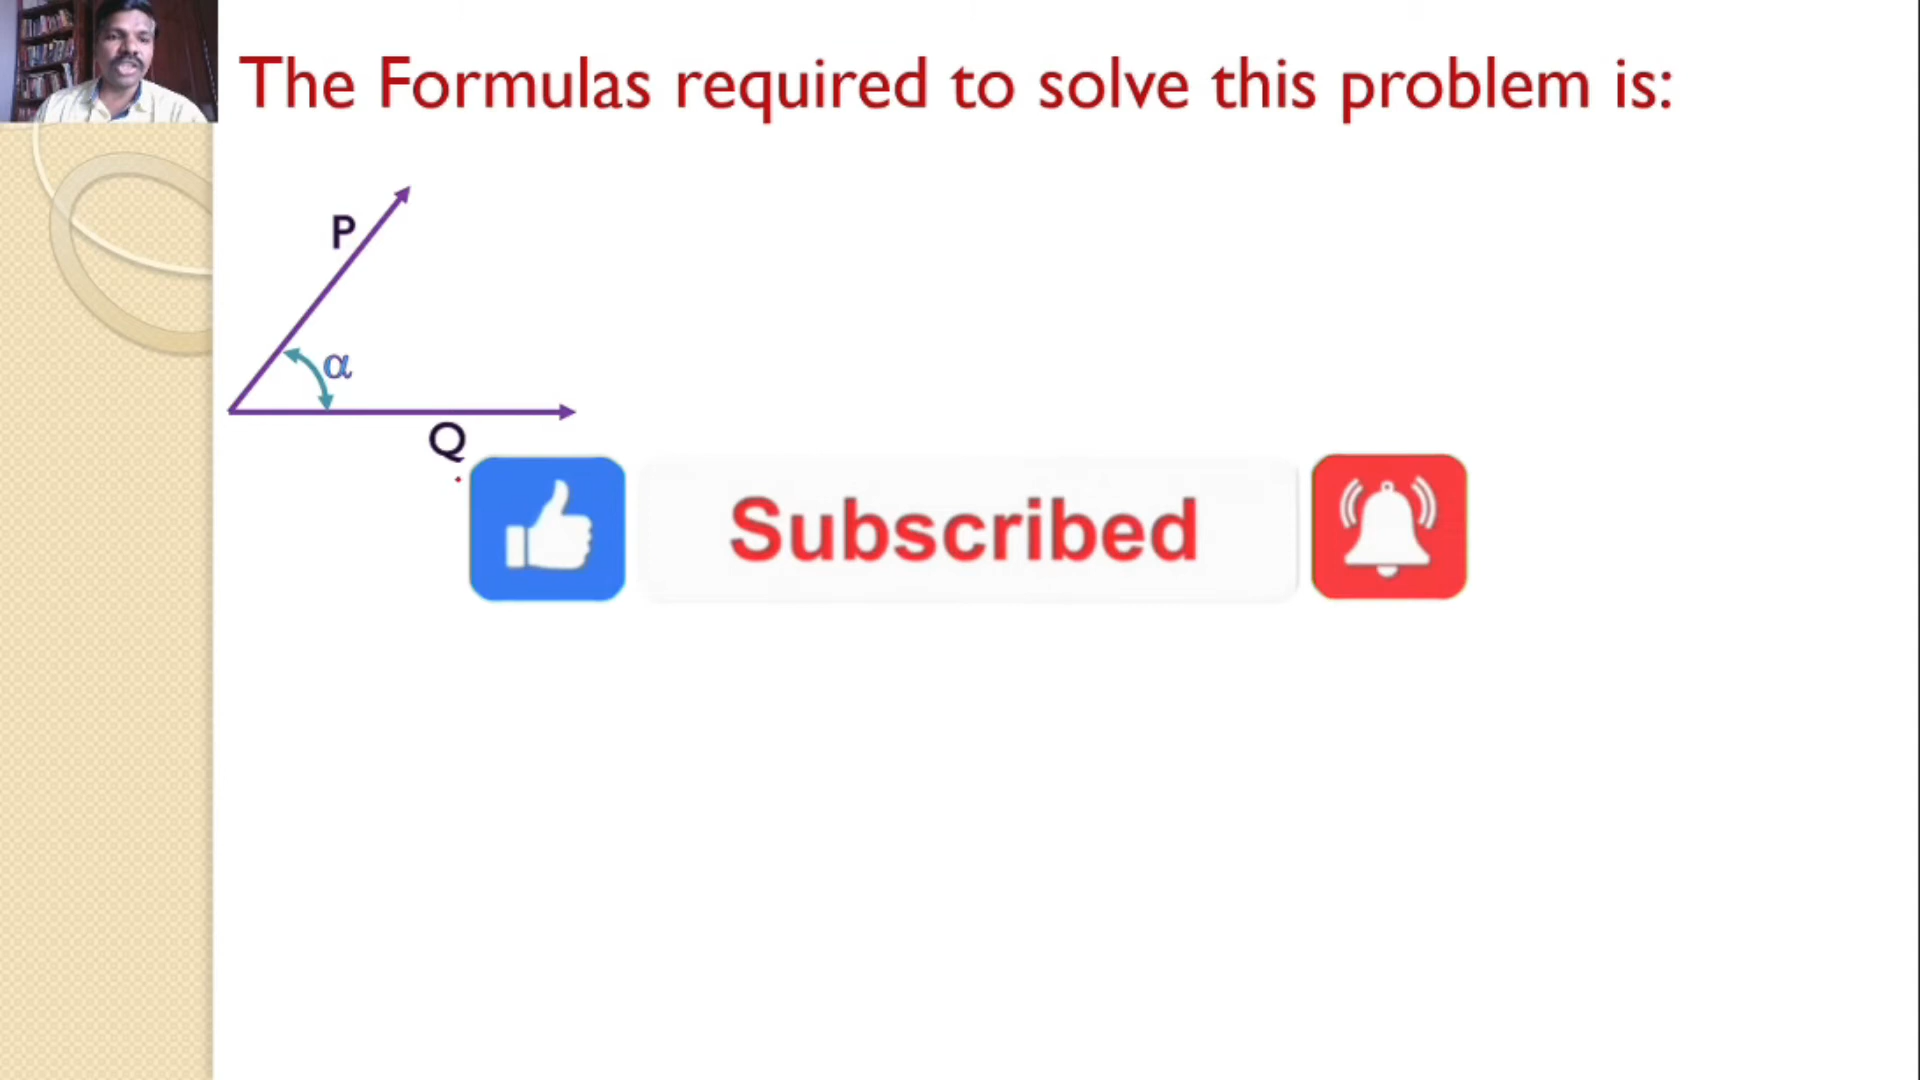 The Formulas required to solve this problem is:
P
α
Q
Subscribed